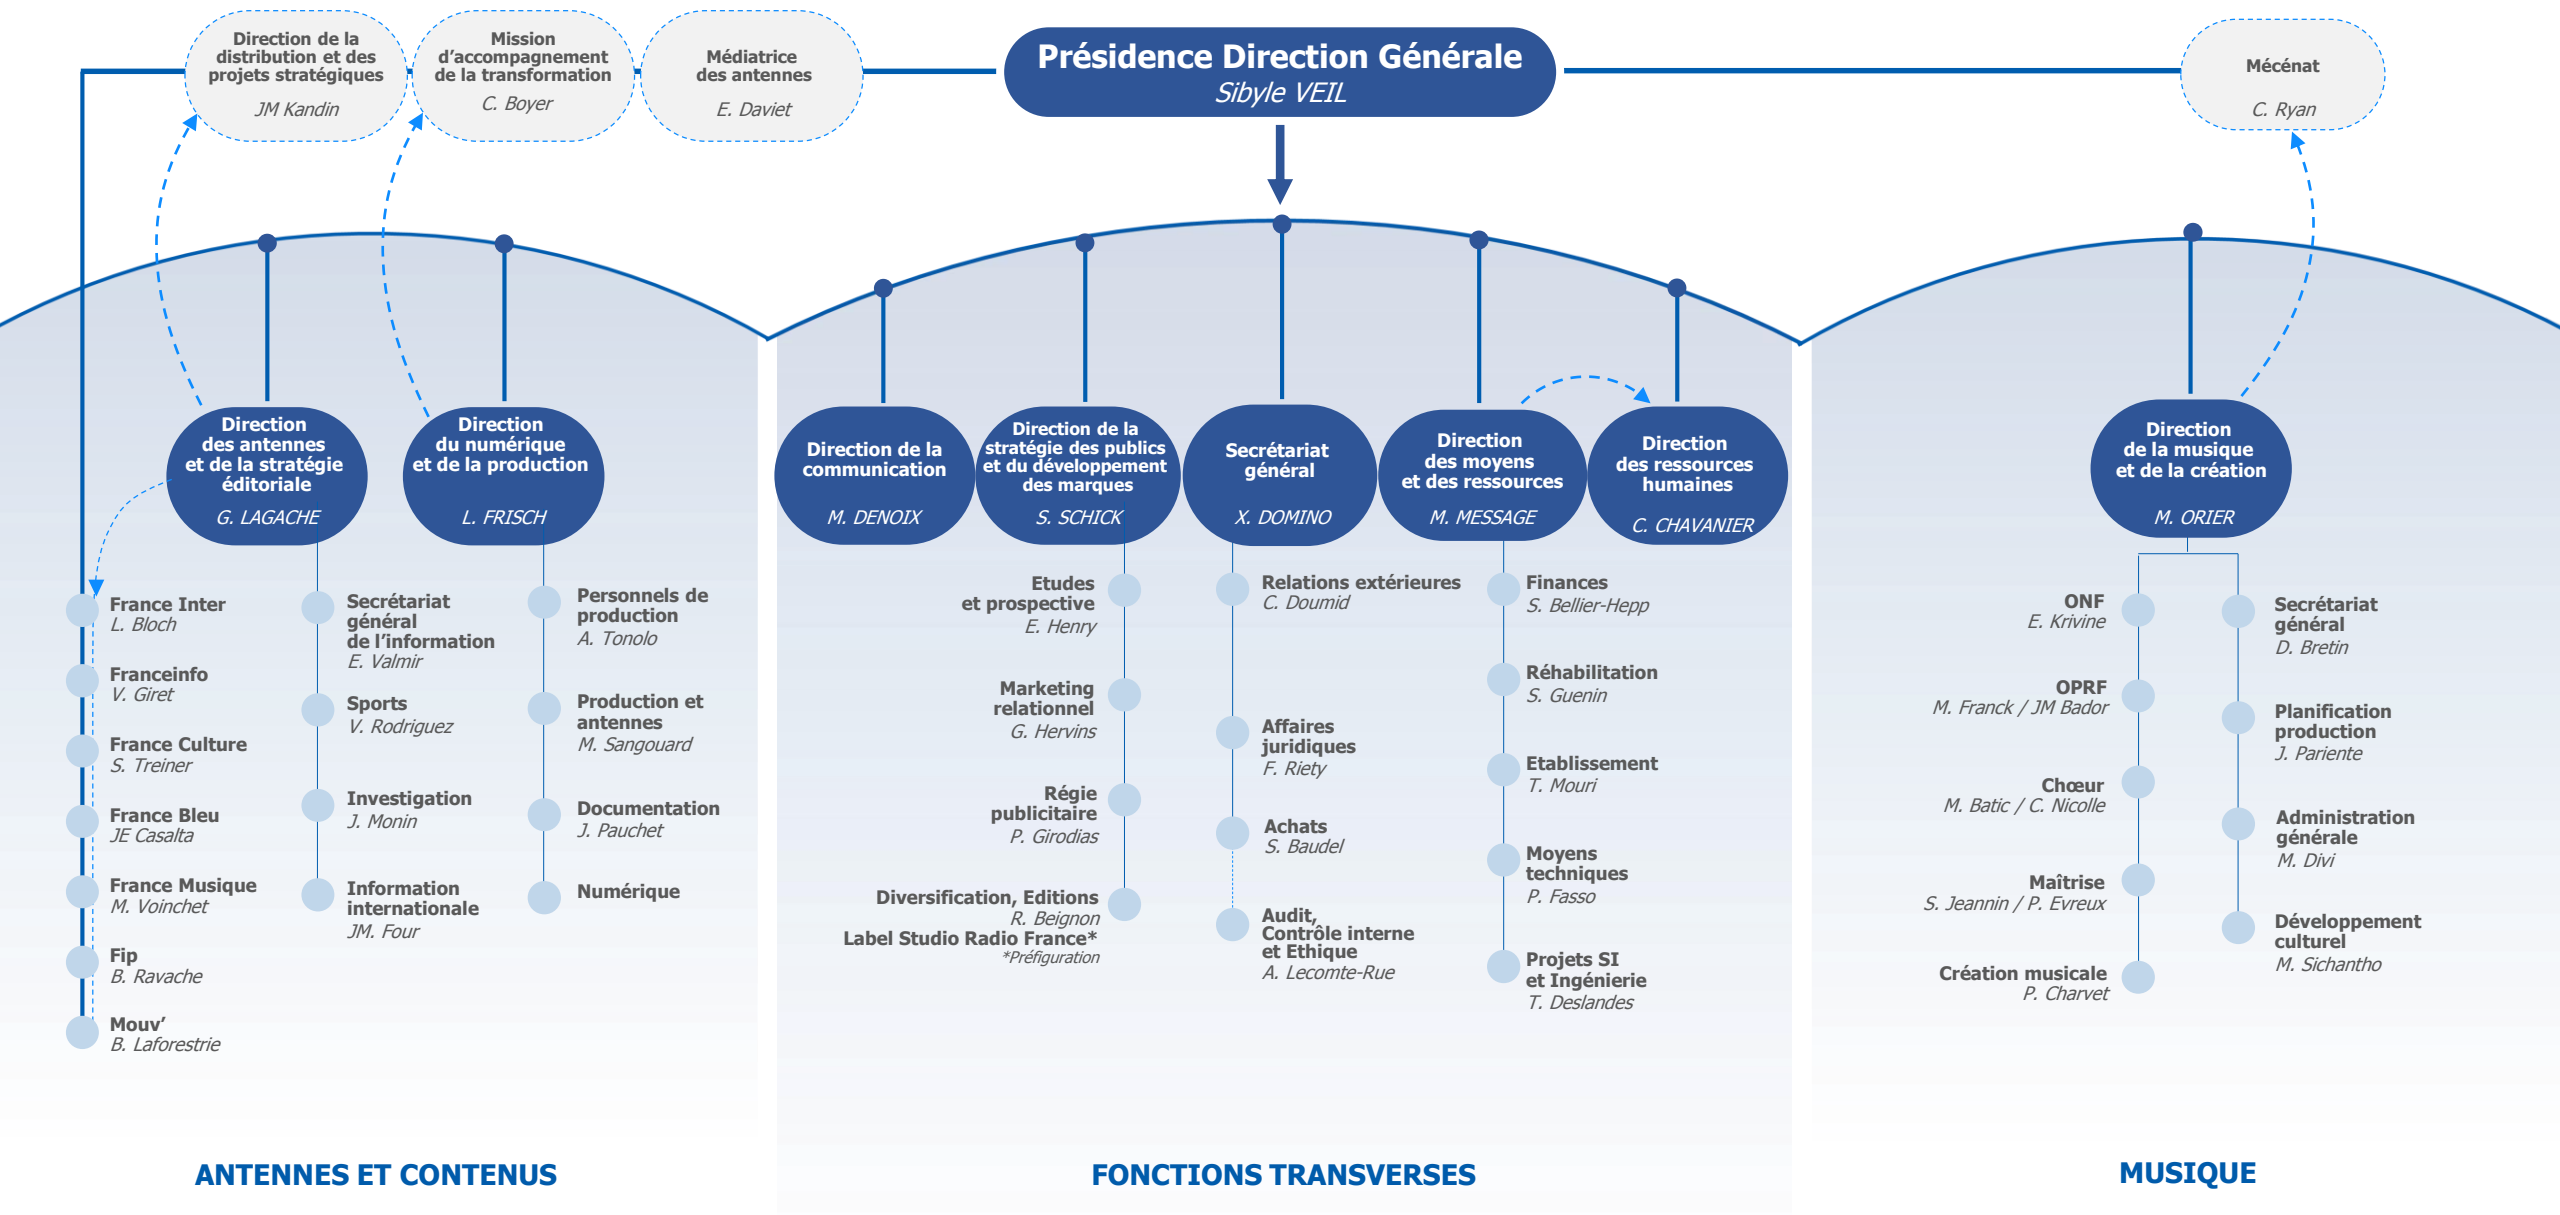 Direction de la
distribution et des
projets stratégiques
JM Kandin
Mission
d’accompagnement
de la transformation
C. Boyer
Médiatrice
des antennes
E. Daviet
Présidence Direction Générale
Sibyle VEIL
Mécénat
C. Ryan
Direction
des antennes
et de la stratégie
éditoriale
G. LAGACHE
Direction
du numérique
et de la production
L. FRISCH
Direction de la
communication
M. DENOIX
Direction de la
stratégie des publics
et du développement
des marques
S. SCHICK
Secrétariat
général
X. DOMINO
Direction
des moyens
et des ressources
M. MESSAGE
Direction
des ressources
humaines
C. CHAVANIER
Direction
de la musique
et de la création
M. ORIER
France Inter
L. Bloch
Franceinfo
V. Giret
France Culture
S. Treiner
France Bleu
JE Casalta
France Musique
M. Voinchet
Fip
B. Ravache
Mouv’
B. Laforestrie
Secrétariat
général
de l’information
E. Valmir
Sports
V. Rodriguez
Investigation
J. Monin
Information
internationale
JM. Four
Personnels de
production
A. Tonolo
Production et
antennes
M. Sangouard
Documentation
J. Pauchet
Numérique
Etudes
et prospective
E. Henry
Marketing
relationnel
G. Hervins
Régie
publicitaire
P. Girodias
Diversification, Editions
R. Beignon
Label Studio Radio France*
*Préfiguration
Relations extérieures
C. Doumid
Affaires
juridiques
F. Riety
Achats
S. Baudel
Audit,
Contrôle interne
et Ethique
A. Lecomte-Rue
Finances
S. Bellier-Hepp
Réhabilitation
S. Guenin
Etablissement
T. Mouri
Moyens
techniques
P. Fasso
Projets SI
et Ingénierie
T. Deslandes
ONF
E. Krivine
OPRF
M. Franck / JM Bador
Chœur
M. Batic / C. Nicolle
Maîtrise
S. Jeannin / P. Evreux
Création musicale
P. Charvet
Secrétariat
général
D. Bretin
Planification
production
J. Pariente
Administration
générale
M. Divi
Développement
culturel
M. Sichantho
ANTENNES ET CONTENUS
FONCTIONS TRANSVERSES
MUSIQUE